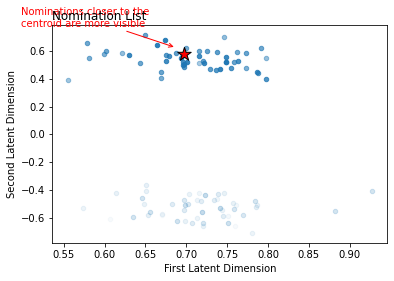 Nomination List
Nominations closer to the
centroid are more visible
0.6
0.4
0.2
0.0
−0.2
−0.4
−0.6
Second Latent Dimension
0.55 0.60 0.65 0.70 0.75 0.80 0.85 0.90
First Latent Dimension